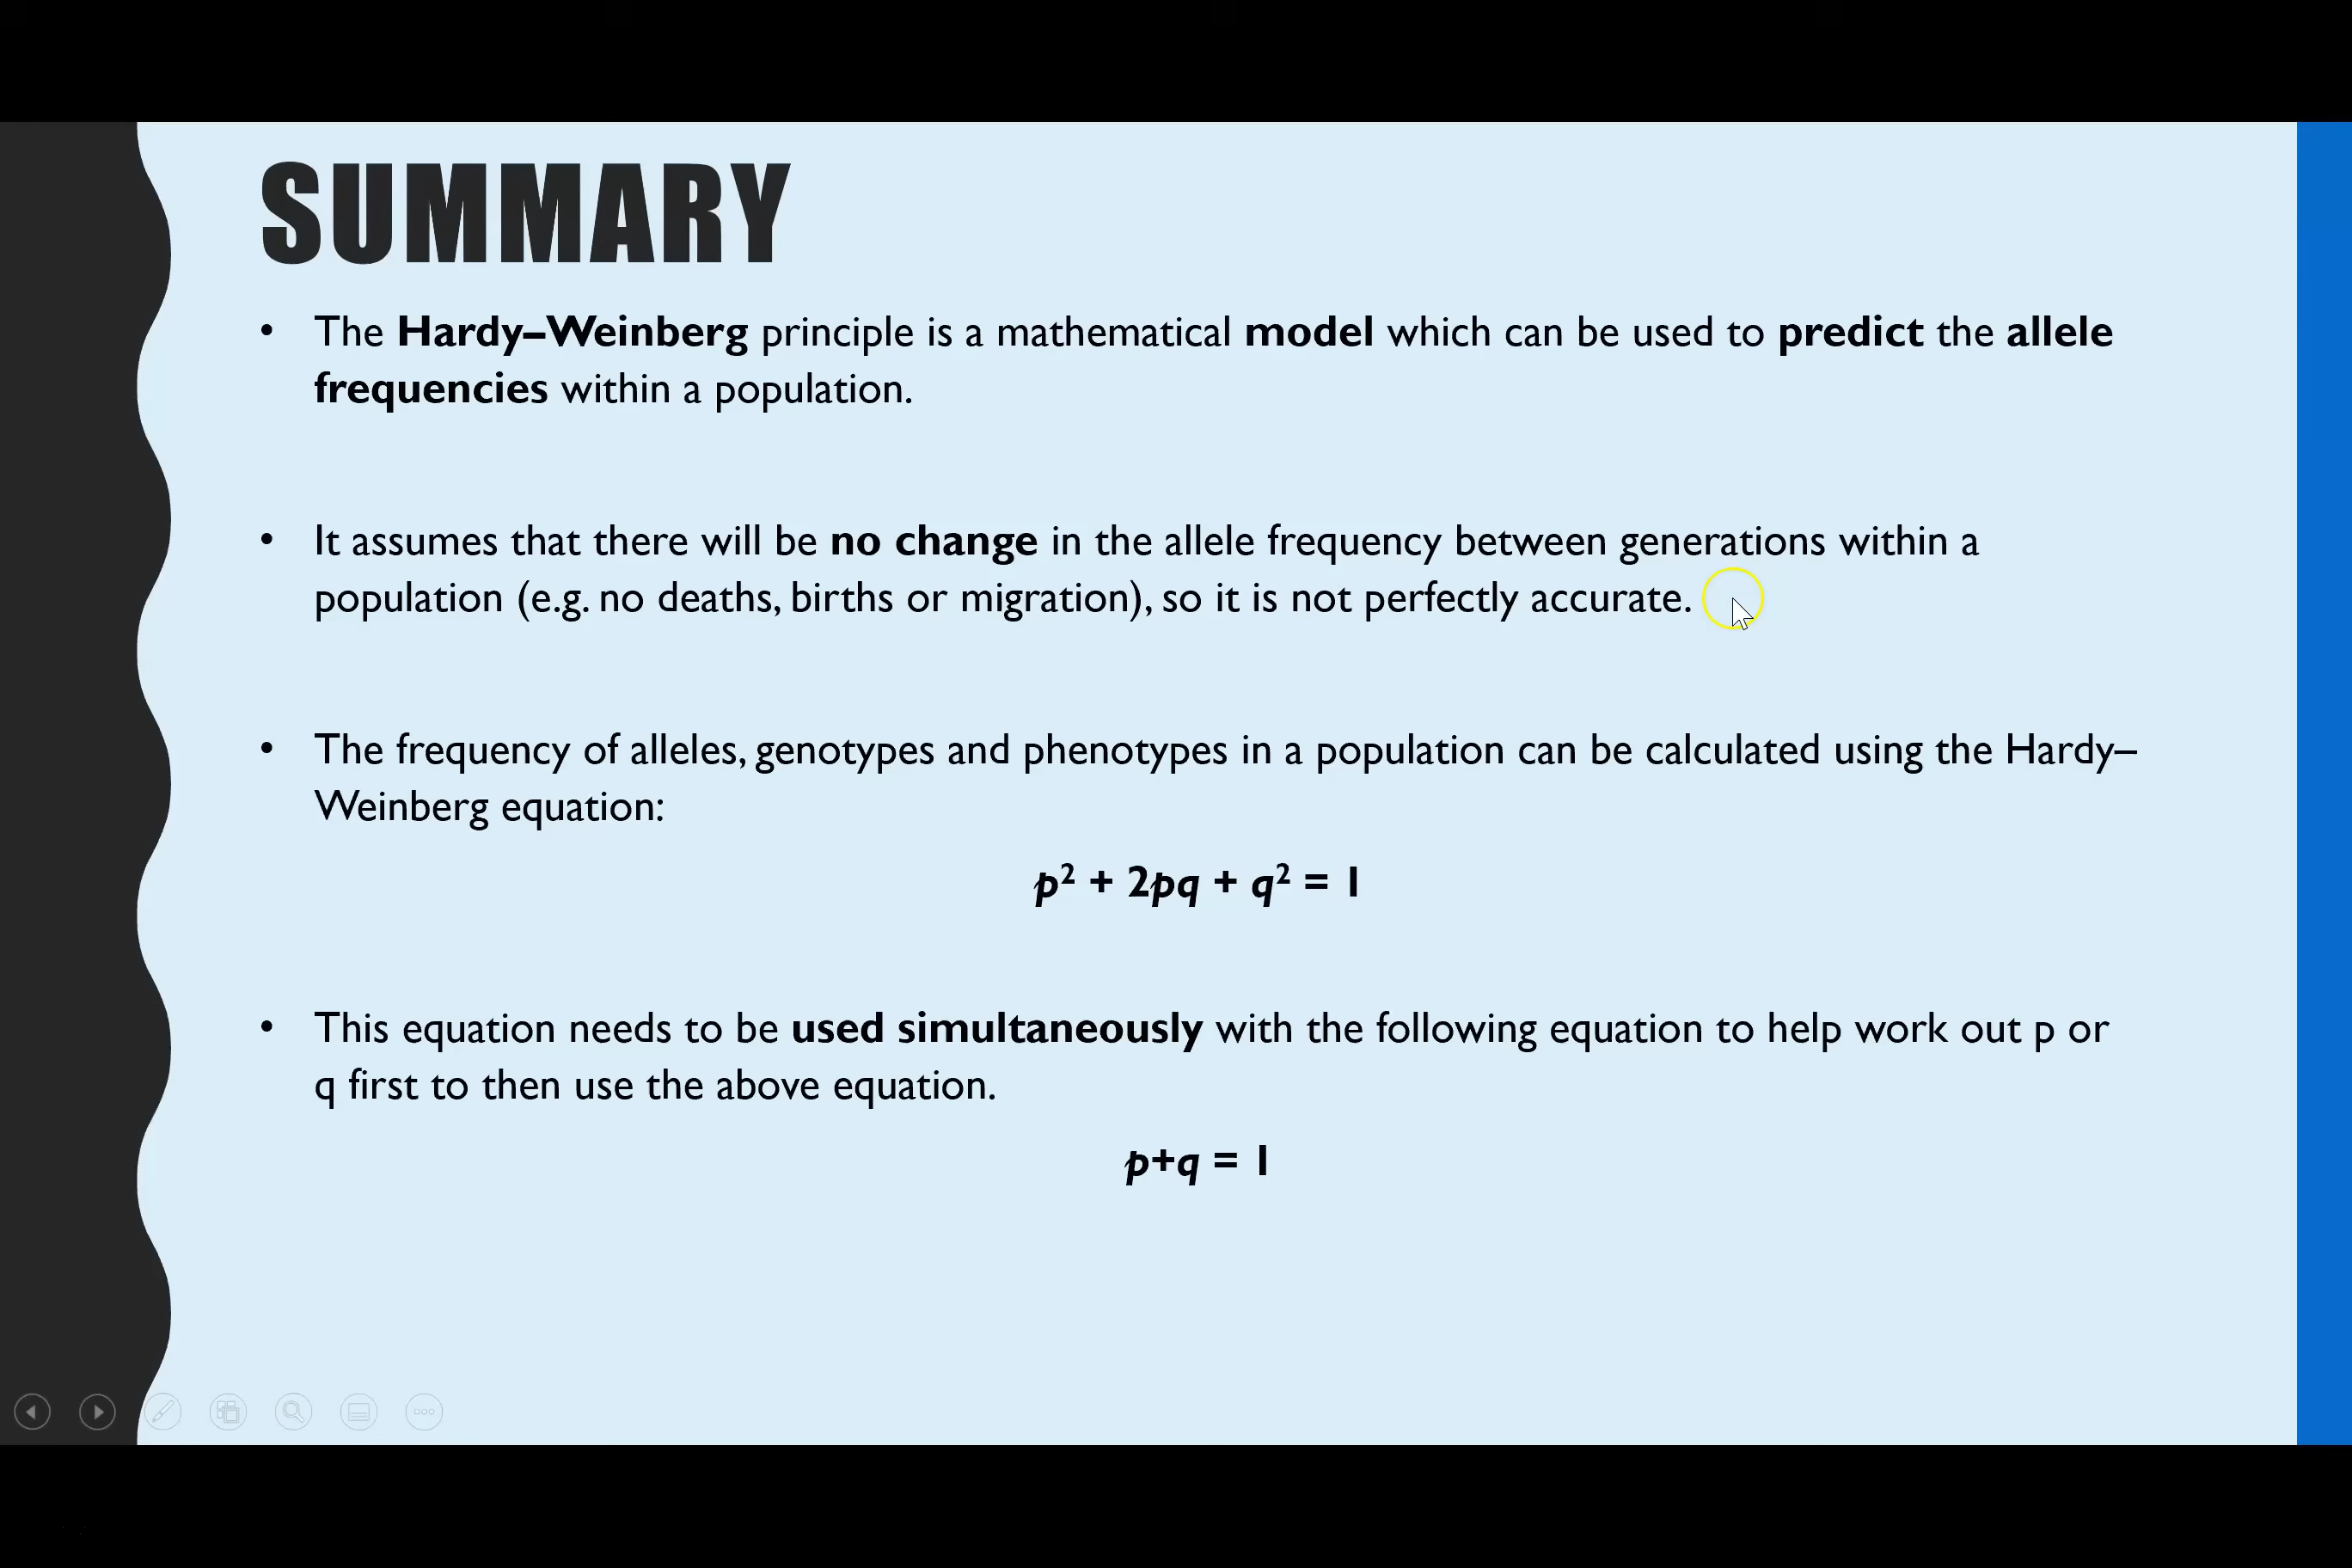 SUMMARY
• The Hardy–Weinberg principle is a mathematical model which can be used to predict the allele
frequencies within a population.
• It assumes that there will be no change in the allele frequency between generations within a
population (e.g. no deaths, births or migration), so it is not perfectly accurate.
• The frequency of alleles, genotypes and phenotypes in a population can be calculated using the Hardy–
Weinberg equation:
p² + 2pq + q² = 1
• This equation needs to be used simultaneously with the following equation to help work out p or
q first to then use the above equation.
p+q = 1